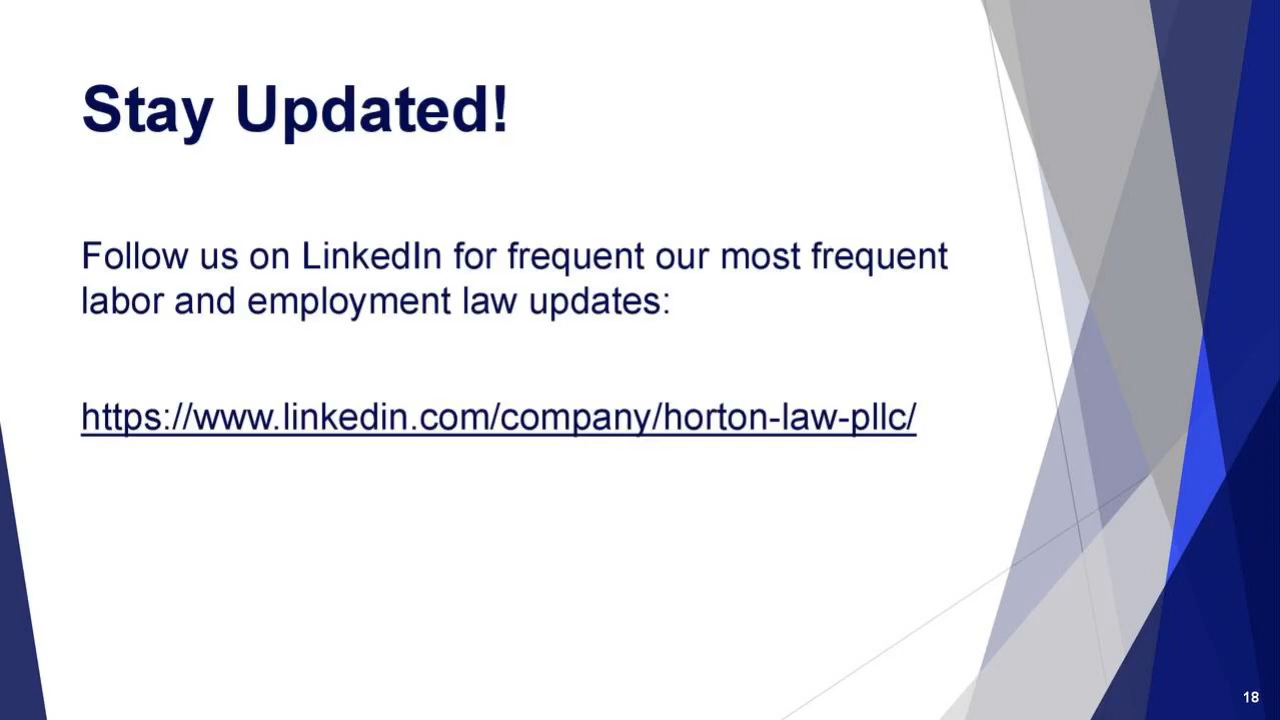 Stay Updated!
Follow us on LinkedIn for frequent our most frequent
labor and employment law updates:
https://www.linkedin.com/company/horton-law-pllc/
18